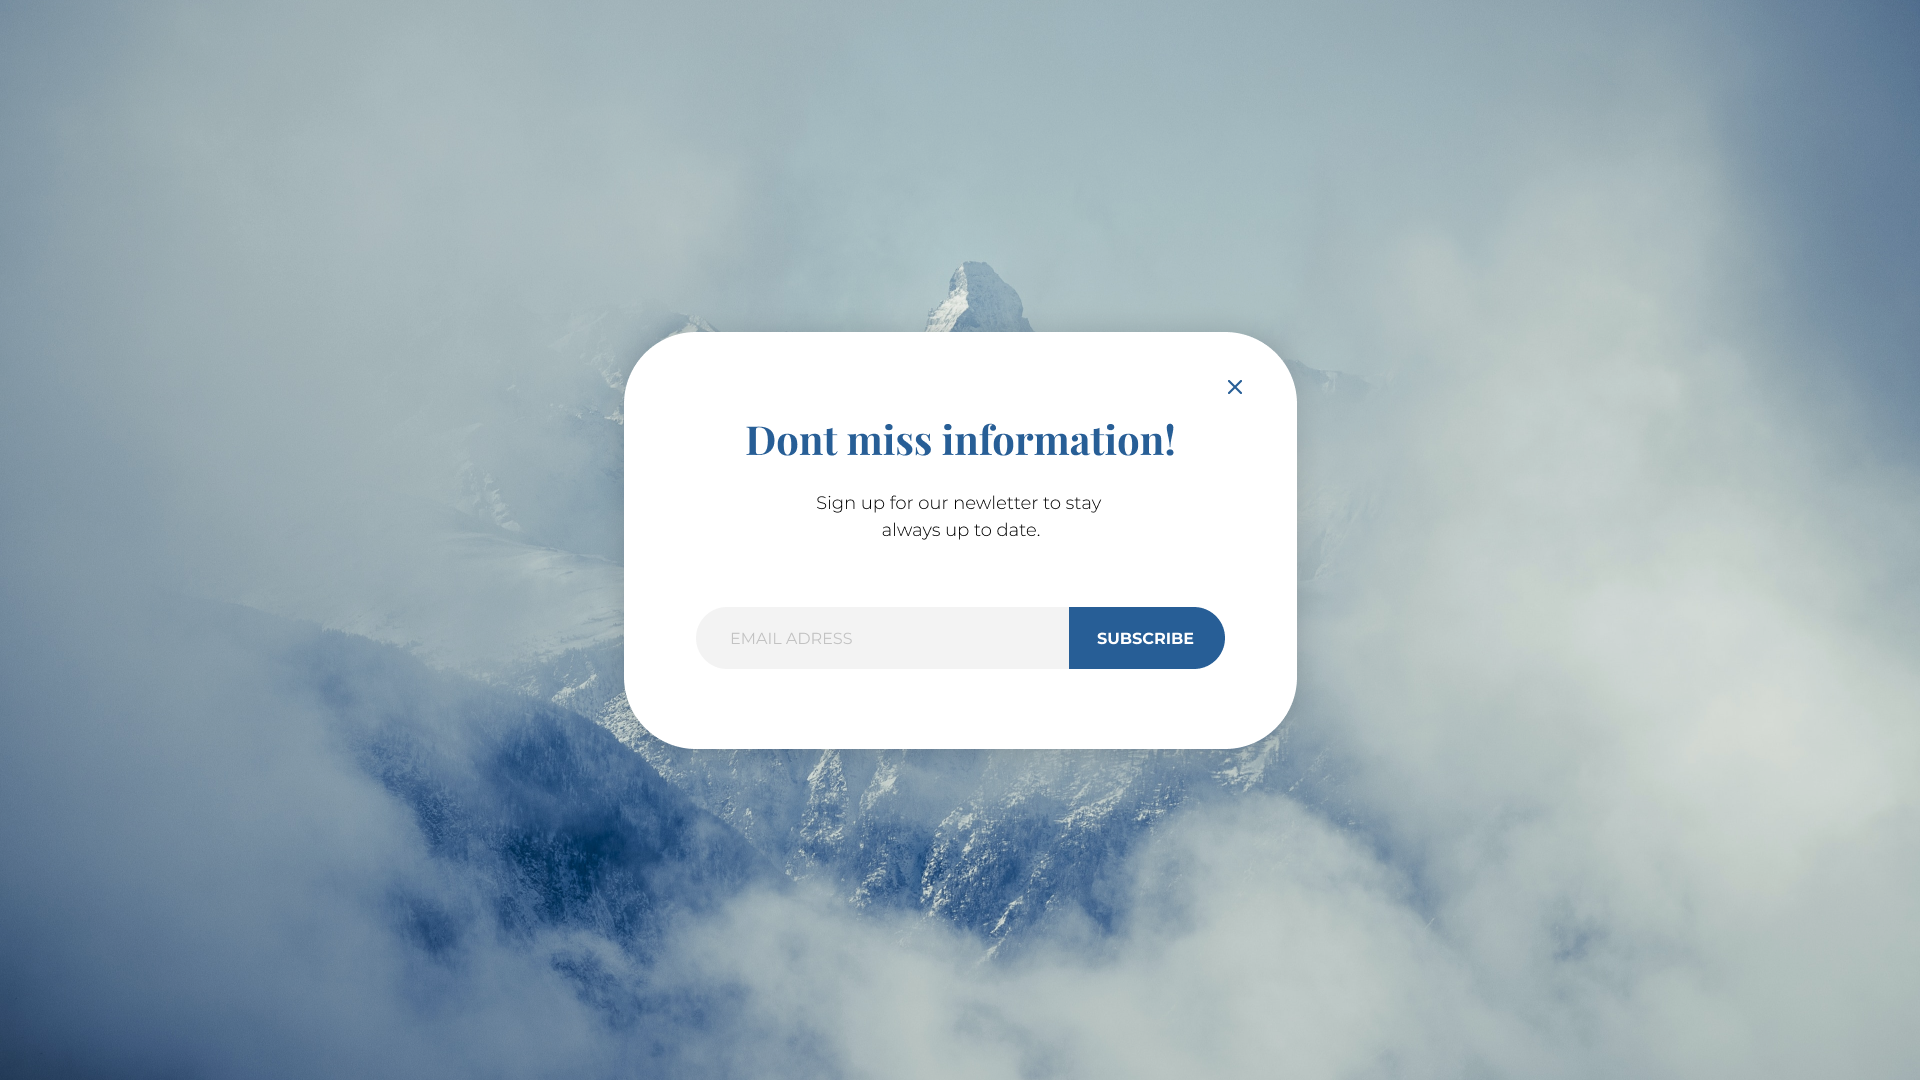 Dont miss information!
Sign up for our newletter to stay
always up to date.
EMAIL ADRESS
SUBSCRIBE